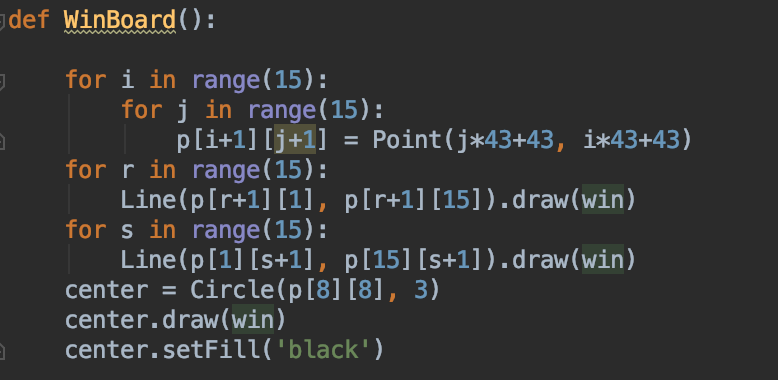 def WinBoard():
for i in range(15):
for j in range(15):
p[i+1][j+1] = Point(j*43+43, i*43+43)
for r in range(15):
Line(p[r+1][1], p[r+1][15]).draw(win)
for s in range(15):
Line(p[1][s+1], p[15][s+1]).draw(win)
center = Circle(p[8][8], 3)
center.draw(win)
center.setFill('black')